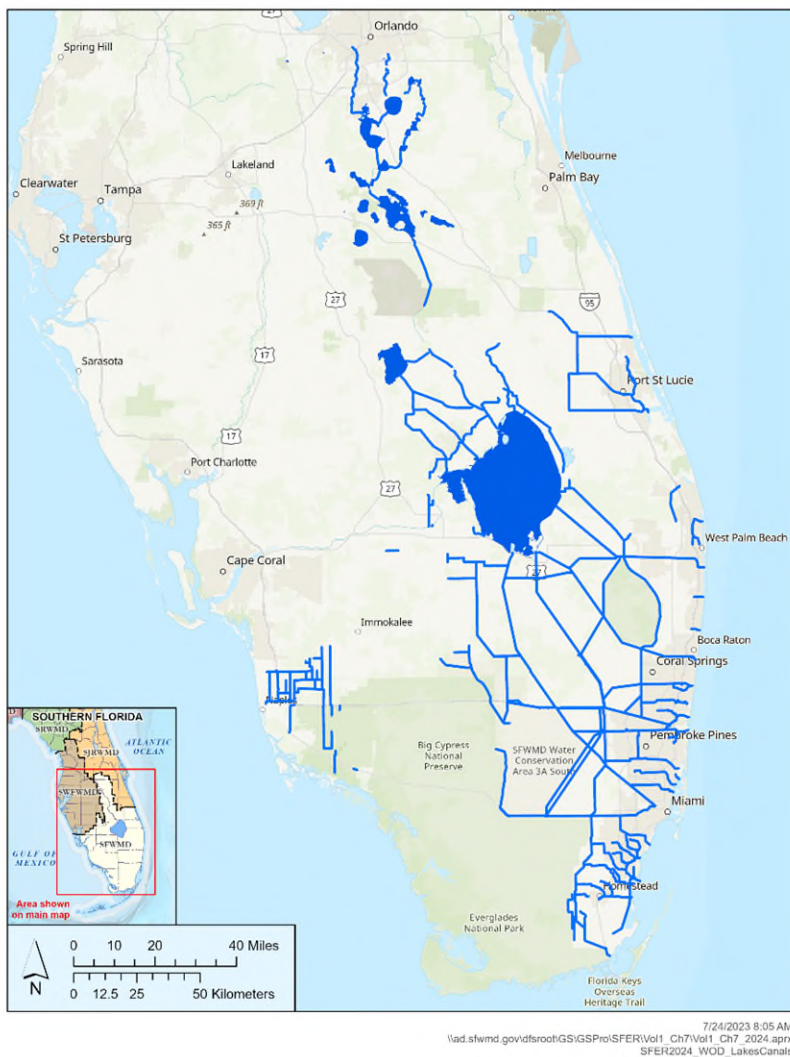 27
Orlando
Spring Hill
Melbourne
Lakeland
Palm Bay
Clearwater
Tampa
369 ft
365 ft
St Petersburg
27
95
Sarasota
17
Port St Lucie
17
Port Charlotte
27
West Palm Beach
Cape Coral
27
Immokalee
Boca Raton
Coral Springs
Naples
SOUTHERN FLORIDA
SRWMD
ATLANTIC
OCEAN
SJRWMD
Big Cypress
National
Preserve
SFWMD Water
Conservation
Area 3A South
Pembroke Pines
SWFWMD
Miami
SFWMD
GULF OF
MEXICO
Homestead
Area shown
on main map
Everglades
National Park
0 10 20 40 Miles
N
0 12.5 25 50 Kilometers
Florida Keys
Overseas
Heritage Trail
7/24/2023 8:05 AM
\\ad.sfwmd.gov\dfsroot\GS\GSPro\SFER\Vol1_Ch7\Vol1_Ch7_2024.aprx
SFER2024_WOD_LakesCanals